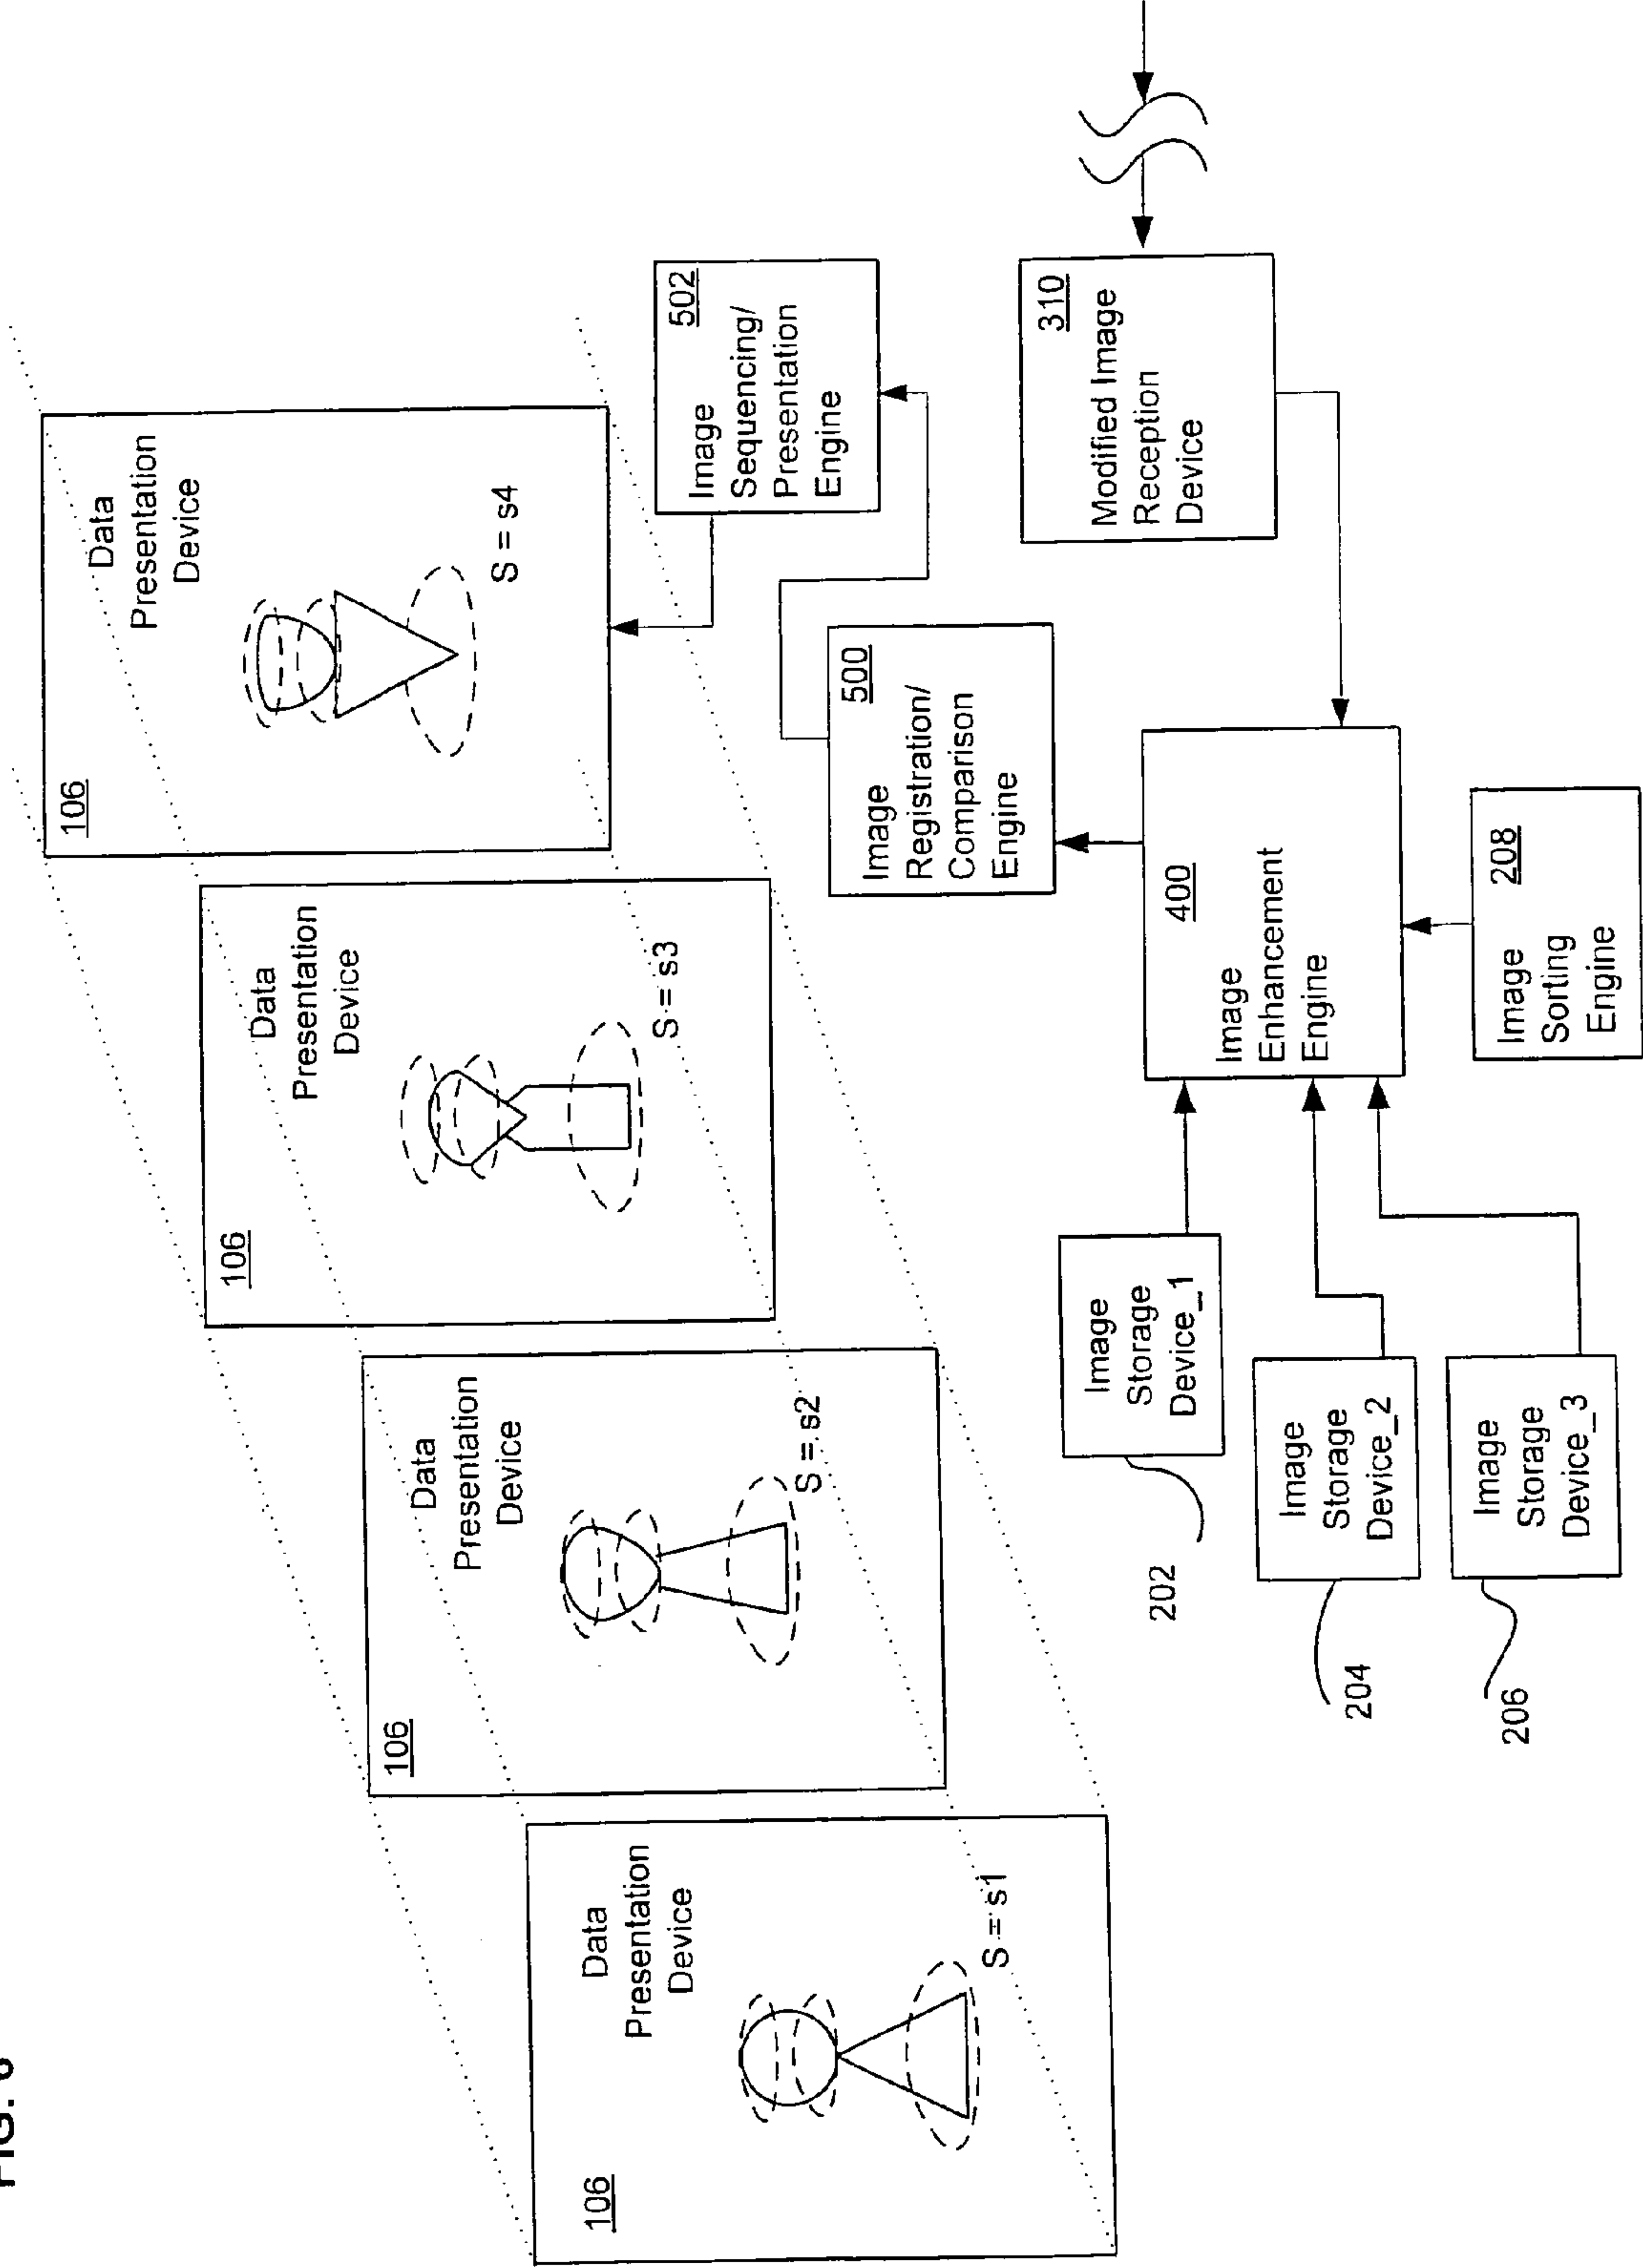 FIG.
106
Data
Presentation
Device
S = s1
106
Data
Presentation
Device
S = s2
106
Data
Presentation
Device
S = s3
106
Data
Presentation
Device
S = s4
502
Image
Sequencing/
Presentation
Engine
500
Image
Registration/
Comparison
Engine
310
Modified Image
Reception
Device
400
Image
Enhancement
Engine
208
Image
Sorting
Engine
Image
Storage
Device_1
202
Image
Storage
Device_2
204
Image
Storage
Device_3
206